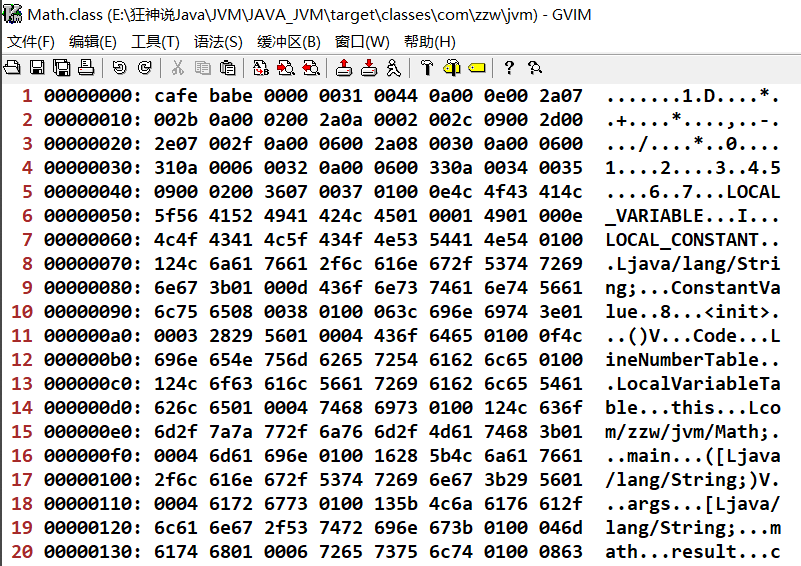 Math.class (E:\狂神说Java\JVM\JAVA_JVM\target\classes\com\zzw\jvm) - GVIM
文件(F) 编辑(E) 工具(T) 语法(S) 缓冲区(B) 窗口(W) 帮助(H)
1 00000000: cafe babe 0000 0031 0044 0a00 0e00 2a07  .......1.D....*.
2 00000010: 002b 0a00 0200 2a0a 0002 002c 0900 2d00  .+....*....,..-.
3 00000020: 2e07 002f 0a00 0600 2a08 0030 0a00 0600  .../....*..0....
4 00000030: 310a 0006 0032 0a00 0600 330a 0034 0035  1....2....3..4.5
5 00000040: 0900 0200 3607 0037 0100 0e4c 4f43 414c  ....6..7...LOCAL
6 00000050: 5f56 4152 4941 424c 4501 0001 4901 000e  _VARIABLE...I...
7 00000060: 4c4f 4341 4c5f 434f 4e53 5441 4e54 0100  LOCAL_CONSTANT..
8 00000070: 124c 6a61 7661 2f6c 616e 672f 5374 7269  .Ljava/lang/Stri
9 00000080: 6e67 3b01 000d 436f 6e73 7461 6e74 5661  ng;...ConstantVa
10 00000090: 6c75 6508 0038 0100 063c 696e 6974 3e01  lue..8...<init>.
11 000000a0: 0003 2829 5601 0004 436f 6465 0100 0f4c  ..()V...Code...L
12 000000b0: 696e 654e 756d 6265 7254 6162 6c65 0100  ineNumberTable..
13 000000c0: 124c 6f63 616c 5661 7269 6162 6c65 5461  .LocalVariableTa
14 000000d0: 626c 6501 0004 7468 6973 0100 124c 636f  ble...this...Lco
15 000000e0: 6d2f 7a7a 772f 6a76 6d2f 4d61 7468 3b01  m/zzw/jvm/Math;.
16 000000f0: 0004 6d61 696e 0100 1628 5b4c 6a61 7661  ..main...([Ljava
17 00000100: 2f6c 616e 672f 5374 7269 6e67 3b29 5601  /lang/String;)V.
18 00000110: 0004 6172 6773 0100 135b 4c6a 6176 612f  ..args...[Ljava/
19 00000120: 6c61 6e67 2f53 7472 696e 673b 0100 046d  lang/String;...m
20 00000130: 6174 6801 0006 7265 7375 6c74 0100 0863  ath...result...c